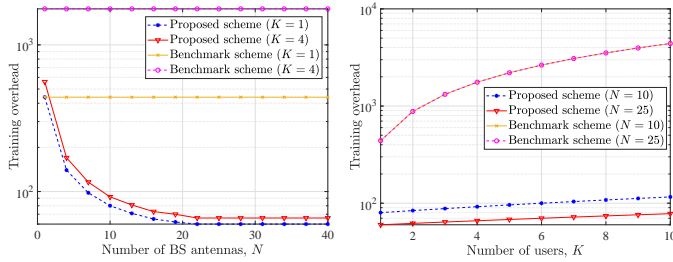 10^3
10^2
Training overhead
Proposed scheme (K = 1)
Proposed scheme (K = 4)
Benchmark scheme (K = 1)
Benchmark scheme (K = 4)
0 10 20 30 40
Number of BS antennas, N
10^4
10^3
10^2
Training overhead
Proposed scheme (N = 10)
Proposed scheme (N = 25)
Benchmark scheme (N = 10)
Benchmark scheme (N = 25)
2 4 6 8 10
Number of users, K